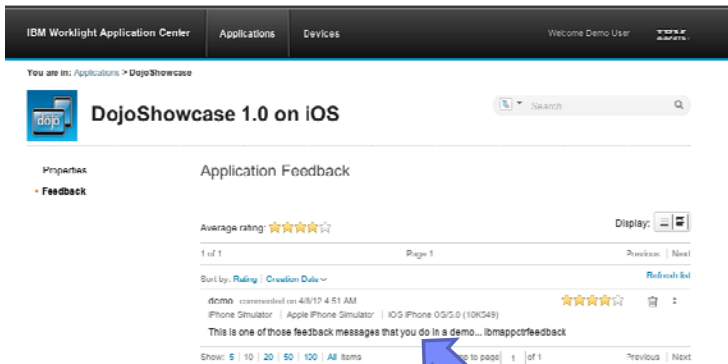 IBM Worklight Application Center Applications Devices Welcome Demo User
You are in: Applications > DojoShowcase
dojo DojoShowcase 1.0 on iOS Search
Properties Application Feedback
Feedback
Average rating: Display:
1 of 1 Page 1 Previous | Next
Sort by: Rating | Creation Date Refresh list
demo commented on 4/8/12 4:51 AM
iPhone Simulator | Apple iPhone Simulator | iOS iPhone OS/5.0 (10K549)
This is one of those feedback messages that you do in a demo... ibmappctrfeedback
Show: 5 | 10 | 20 | 50 | 100 | All items to page 1 of 1 Previous | Next